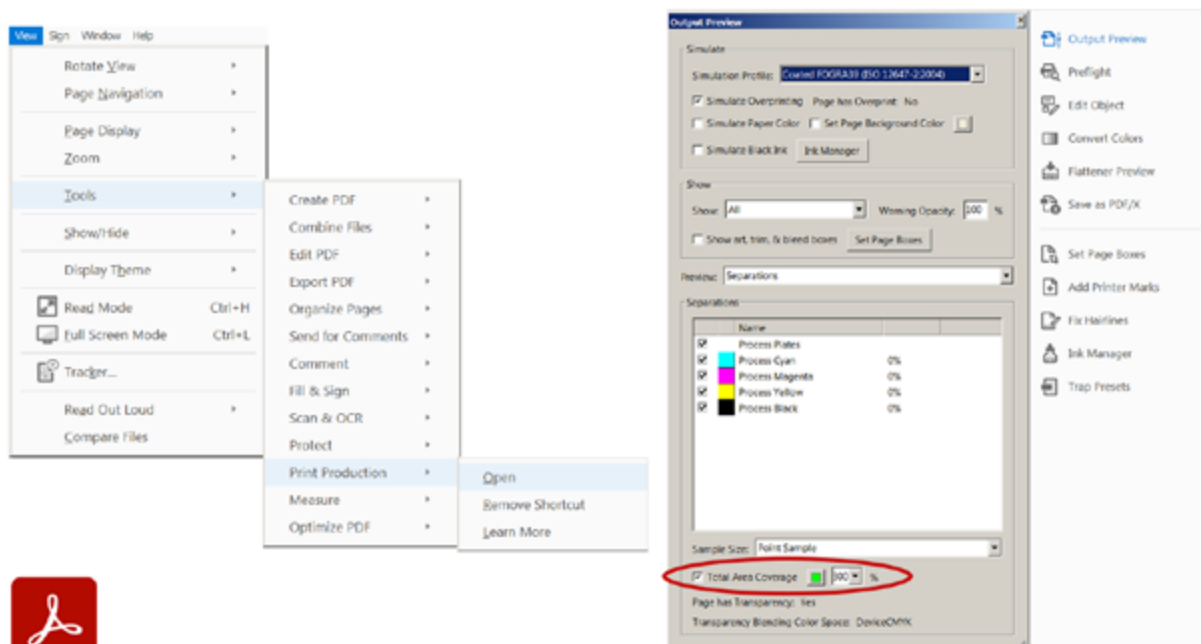 View Sign Window Help
Rotate View
Page Navigation
Page Display
Zoom
Tools
Show/Hide
Display Theme
Read Mode Ctrl+H
Full Screen Mode Ctrl+L
Tracker...
Read Out Loud
Compare Files
Create PDF
Combine Files
Edit PDF
Export PDF
Organize Pages
Send for Comments
Comment
Fill & Sign
Scan & OCR
Protect
Print Production
Measure
Optimize PDF
Open
Remove Shortcut
Learn More
Output Preview
Simulate
Simulation Profile: Coated FOGRA39 (ISO 12647-2:2004)
Simulate Overprinting Page has Overprint: No
Simulate Paper Color Set Page Background Color
Simulate Black Ink Ink Manager
Show
Show: All Warning Opacity: 100 %
Show art, trim, & bleed boxes Set Page Boxes
Preview: Separations
Separations
Name
Process Plates
Process Cyan 0%
Process Magenta 0%
Process Yellow 0%
Process Black 0%
Sample Size: Point Sample
Total Area Coverage 300 %
Page has Transparency: Yes
Transparency Blending Color Space: DeviceCMYK
Output Preview
Preflight
Edit Object
Convert Colors
Flattener Preview
Save as PDF/X
Set Page Boxes
Add Printer Marks
Fix Hairlines
Ink Manager
Trap Presets